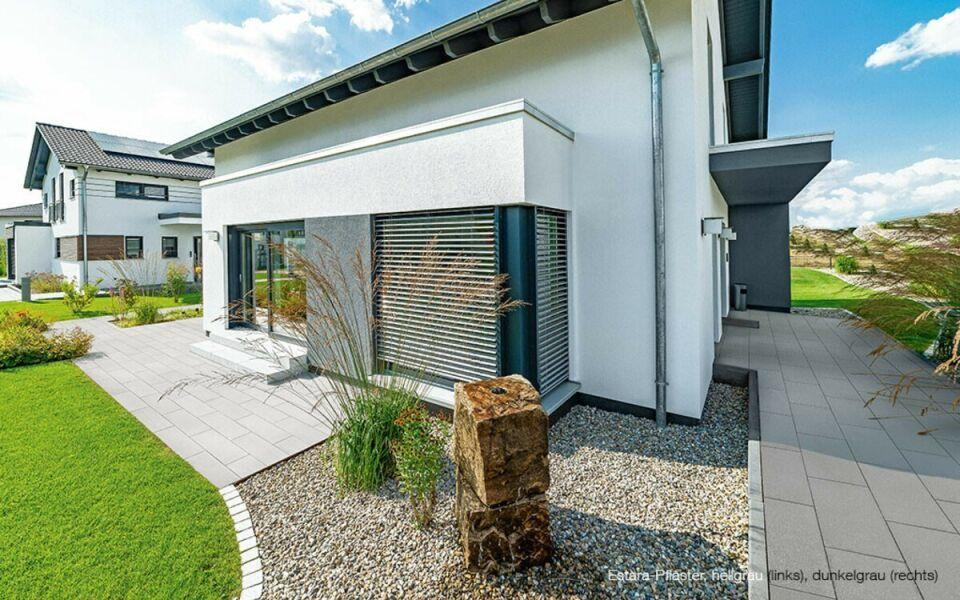 Estara-Pflaster, hellgrau (links), dunkelgrau (rechts)